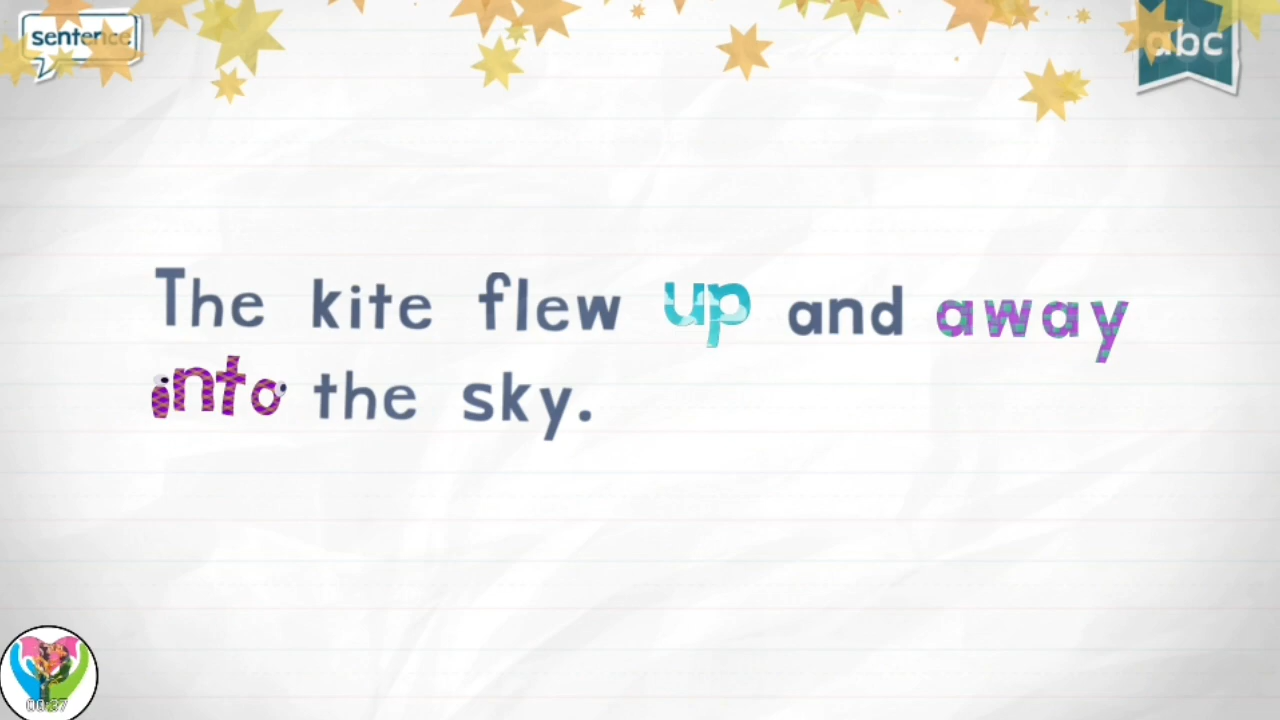 sentence
abc
The kite flew up and away
into the sky.